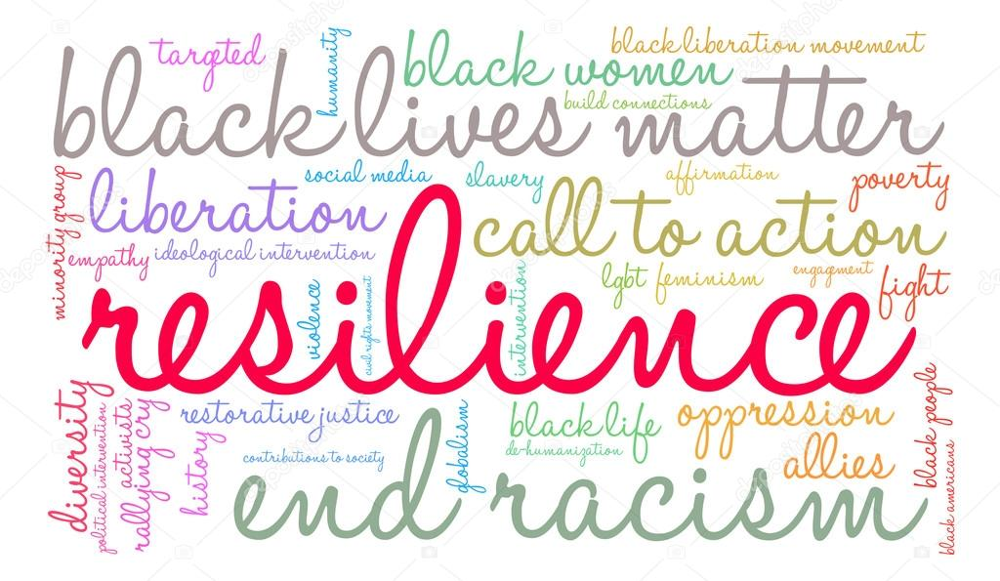 targeted
humanity
black women
black liberation movement
black lives matter
build connections
social media
slavery
affirmation
poverty
minority group
liberation
call to action
empathy
ideological intervention
lgbt
feminism
engagement
fight
resilience
violence
civil rights movement
intervention
diversity
political intervention
activists
rallying cry
history
restorative justice
contributions to society
globalism
black life
de-humanization
oppression
allies
black people
black americans
end racism